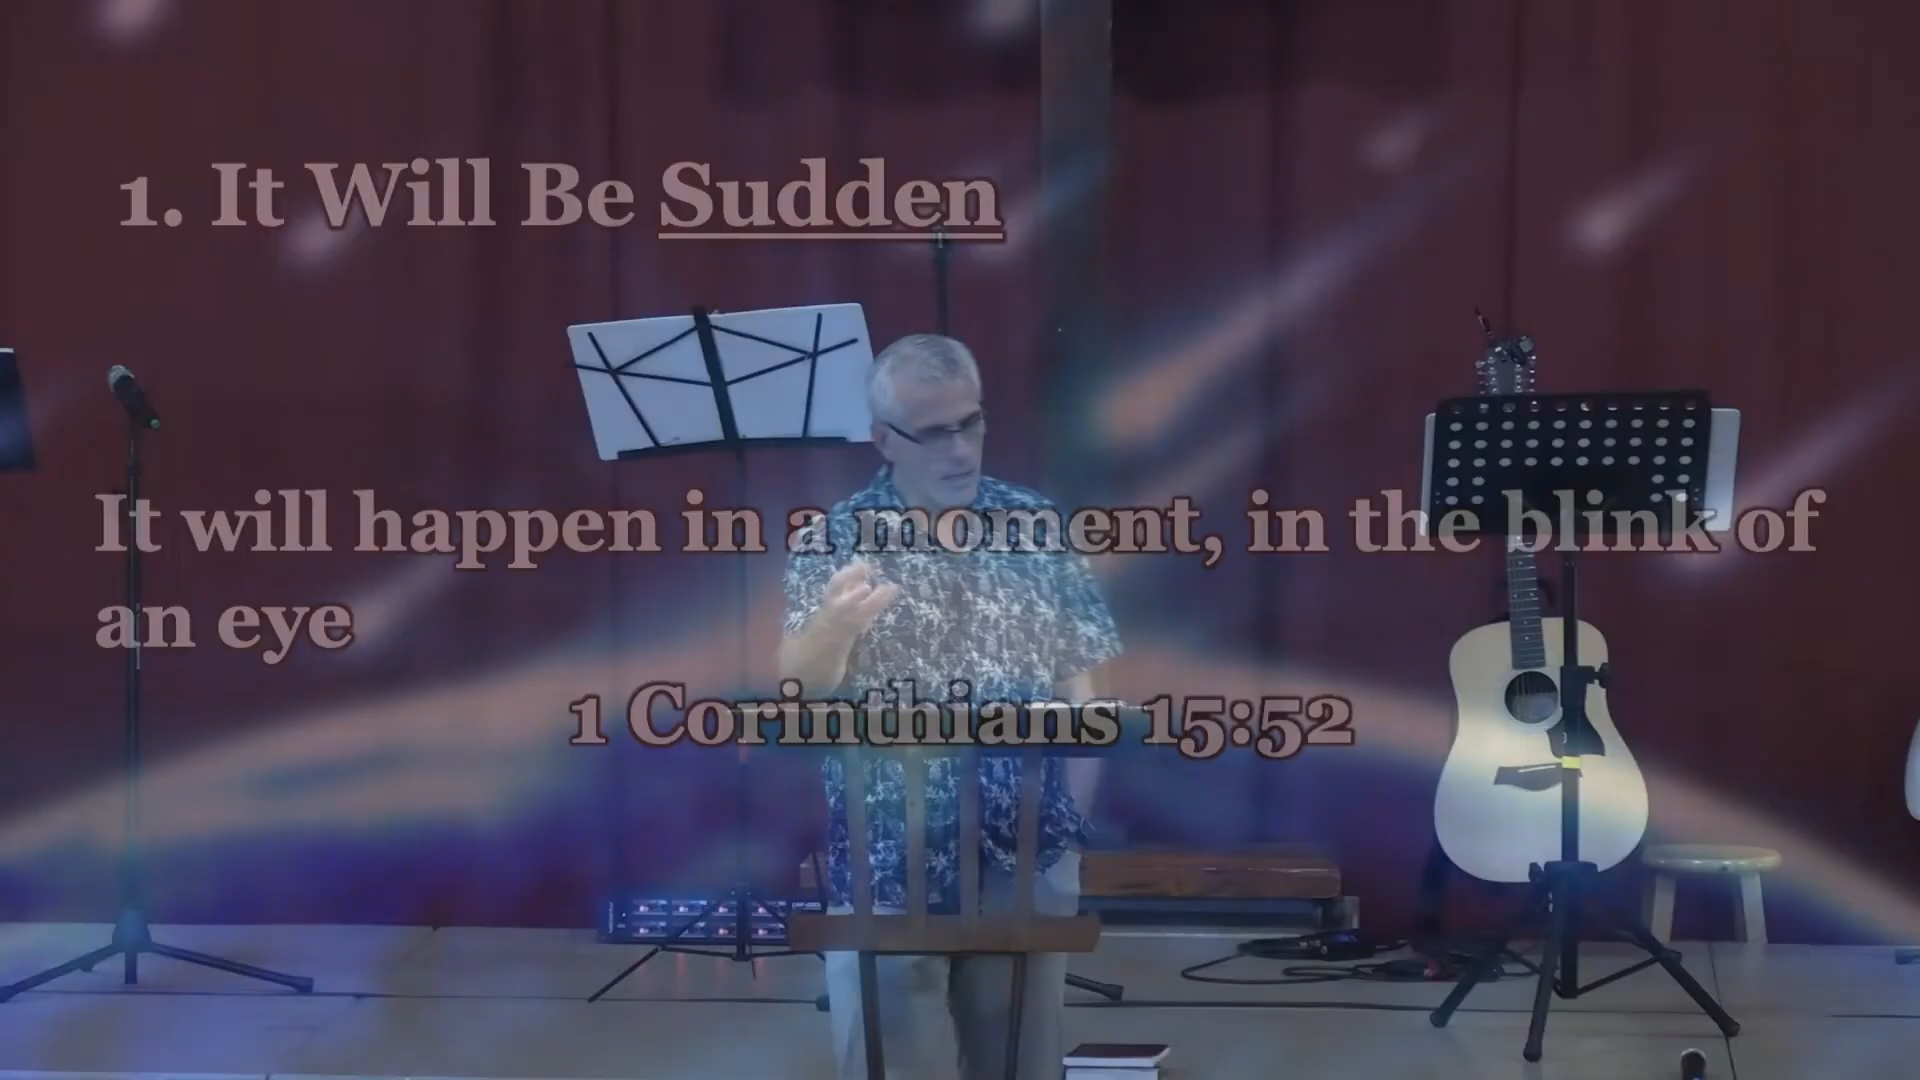 1. It Will Be Sudden
It will happen in a moment, in the blink of
an eye
1 Corinthians 15:52